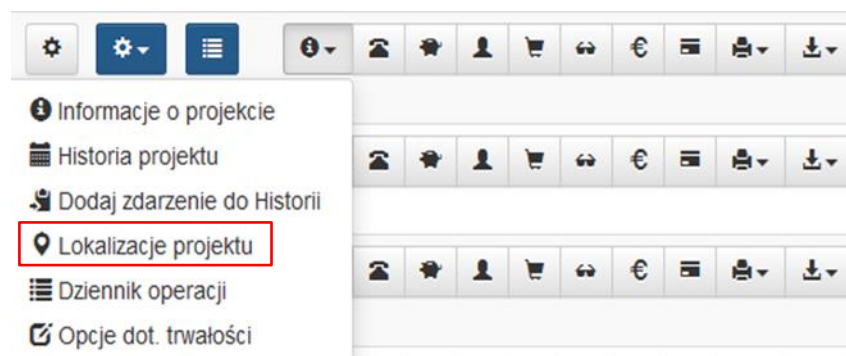 Informacje o projekcie
Historia projektu
Dodaj zdarzenie do Historii
Lokalizacje projektu
Dziennik operacji
Opcje dot. trwałości